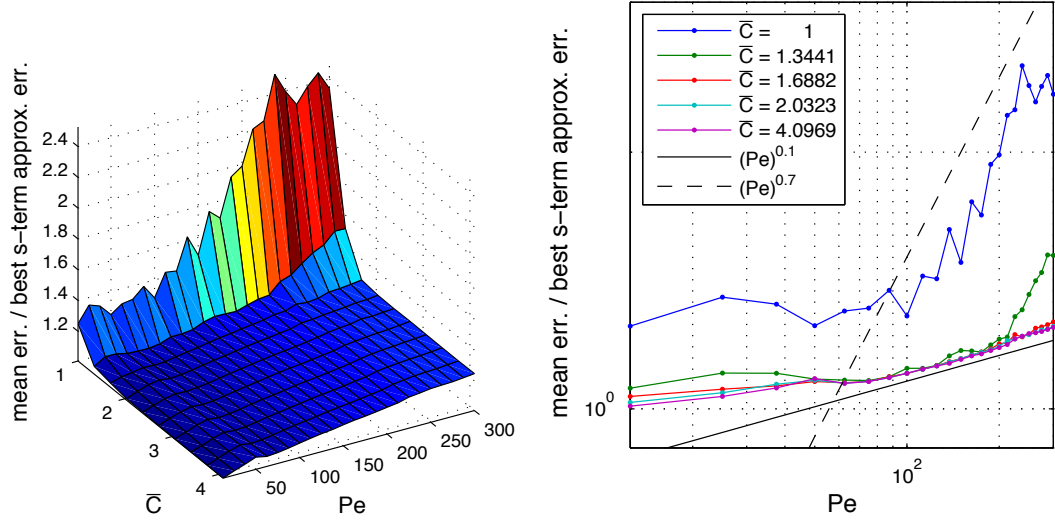 mean err. / best s−term approx. err.
2.4
2.2
2
1.8
1.6
1.4
1.2
1
2
3
4
C̅
50
100
150
200
250
300
Pe
mean err. / best s−term approx. err.
10^0
C̅ = 1
C̅ = 1.3441
C̅ = 1.6882
C̅ = 2.0323
C̅ = 4.0969
(Pe)^0.1
(Pe)^0.7
10^2
Pe